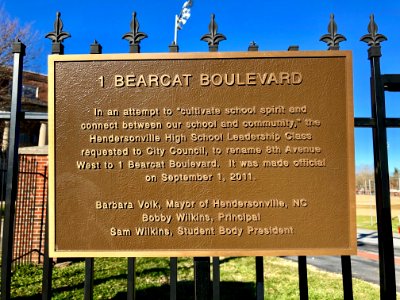 1 BEARCAT BOULEVARD
In an attempt to "cultivate school spirit and
connect between our school and community," the
Hendersonville High School Leadership Class
requested to City Council, to rename 8th Avenue
West to 1 Bearcat Boulevard. It was made official
on September 1, 2011.
Barbara Volk, Mayor of Hendersonville, NC
Bobby Wilkins, Principal
Sam Wilkins, Student Body President